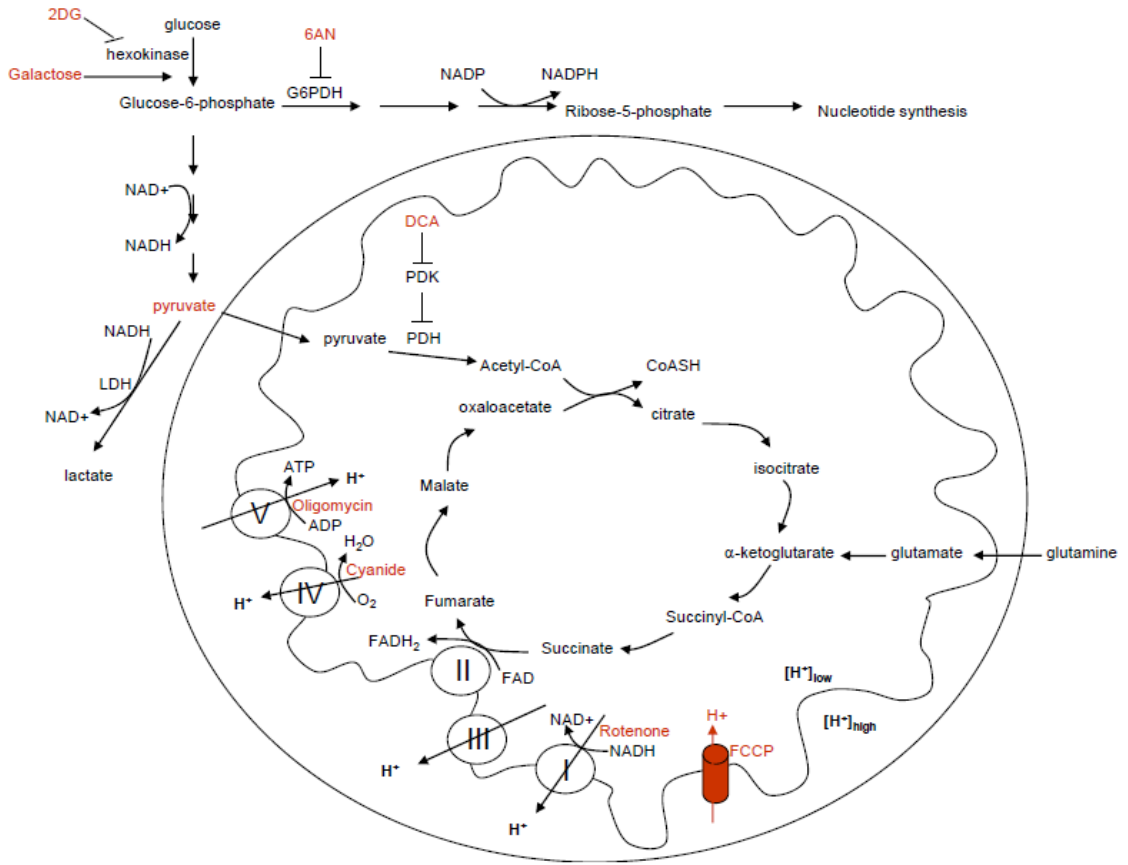 2DG
glucose
hexokinase
6AN
Galactose
Glucose-6-phosphate
G6PDH
NADP
NADPH
Ribose-5-phosphate
Nucleotide synthesis
NAD+
NADH
pyruvate
NADH
LDH
NAD+
lactate
DCA
PDK
PDH
pyruvate
Acetyl-CoA
CoASH
oxaloacetate
citrate
isocitrate
Malate
α-ketoglutarate
glutamate
glutamine
Succinyl-CoA
Succinate
Fumarate
FADH2
FAD
ATP
H+
V
Oligomycin
ADP
H2O
Cyanide
IV
H+
O2
II
III
H+
NAD+
Rotenone
NADH
I
H+
H+
FCCP
[H+]low
[H+]high